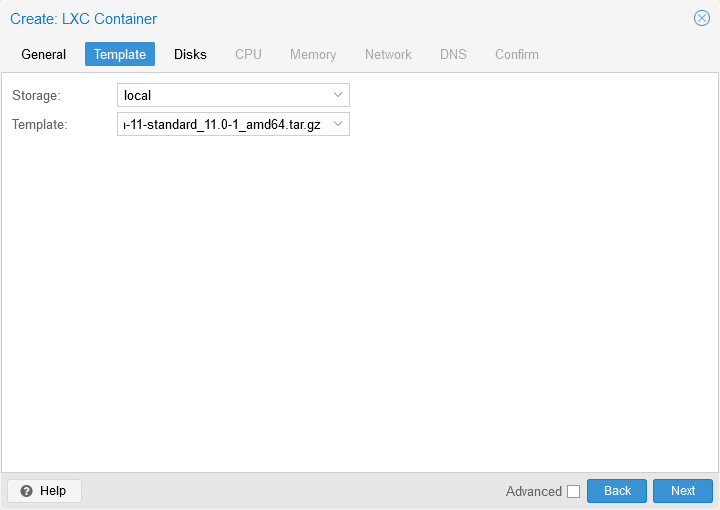 Create: LXC Container
General Template Disks CPU Memory Network DNS Confirm
Storage: local
Template: -11-standard_11.0-1_amd64.tar.gz
Help Advanced Back Next